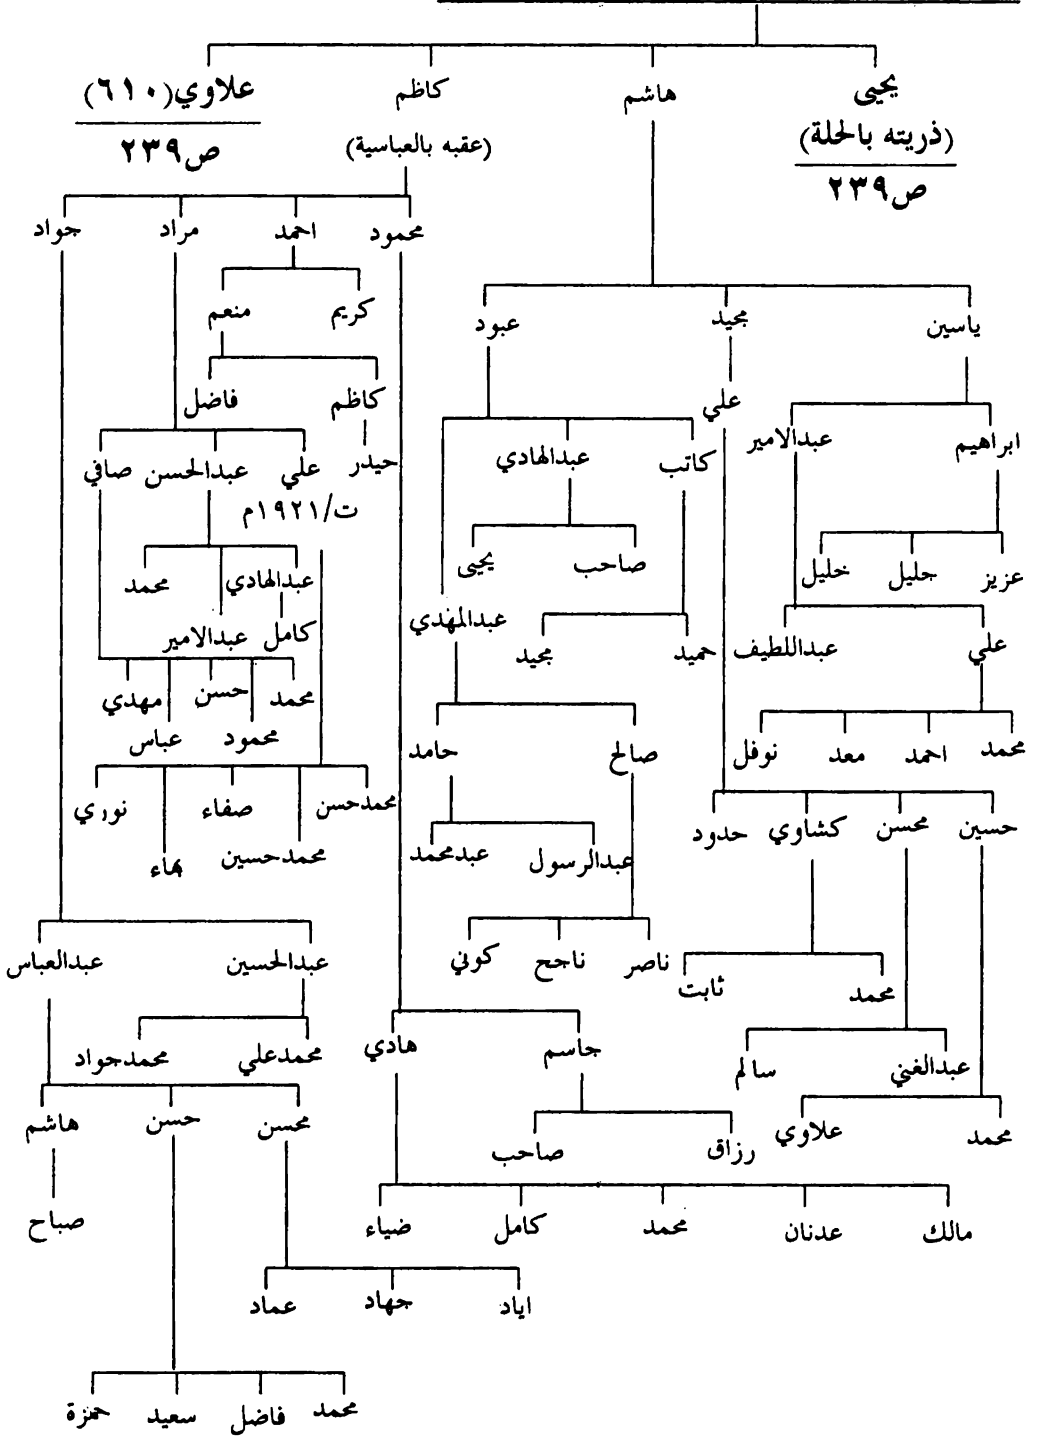 يحيى هاشم كاظم علاوي (٦١٠)
(ذريته بالحلة) (عقبه بالعباسية) ص٢٣٩
ص٢٣٩
محمود احمد مراد جواد
كريم منعم
ياسين مجيد عبود
كاظم فاضل
علي
ابراهيم عبدالامير
كاتب عبدالهادي
حيدر علي عبدالحسن صافي
ت/١٩٢١م
عزيز جليل خليل
صاحب يحيى
عبدالهادي محمد
عبدالمهدي
كامل عبدالامير
علي عبداللطيف
حميد مجيد
محمد حسن مهدي
محمود عباس
محمد احمد معد نوفل
صالح حامد
محمدحسن صفاء نوري
حسين محسن كشاوي حدود
محمدحسين بهاء
عبدالرسول عبدمحمد
ناصر ناجح كوني
عبدالحسين عبدالعباس
محمد ثابت
جاسم هادي
محمدعلي محمدجواد
عبدالغني سالم
محسن حسن هاشم
محمد علاوي
رزاق صاحب
صباح
مالك عدنان محمد كامل ضياء
اياد جهاد عماد
محمد فاضل سعيد حمزة